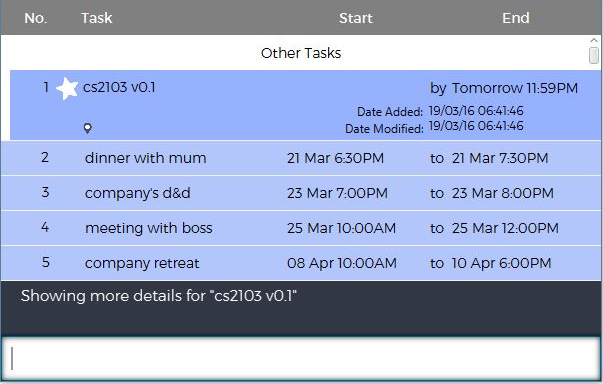 No. Task Start End
Other Tasks
1 cs2103 v0.1 by Tomorrow 11:59PM
Date Added: 19/03/16 06:41:46
Date Modified: 19/03/16 06:41:46
2 dinner with mum 21 Mar 6:30PM to 21 Mar 7:30PM
3 company's d&d 23 Mar 7:00PM to 23 Mar 8:00PM
4 meeting with boss 25 Mar 10:00AM to 25 Mar 12:00PM
5 company retreat 08 Apr 10:00AM to 10 Apr 6:00PM
Showing more details for "cs2103 v0.1"